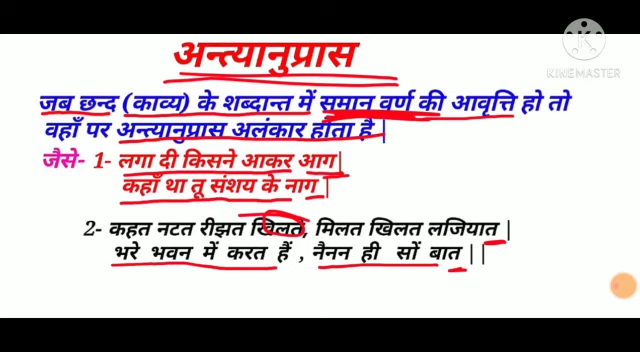 अन्त्यानुप्रास
KINEMASTER
जब छन्द (काव्य) के शब्दान्त में समान वर्ण की आवृत्ति हो तो
वहाँ पर अन्त्यानुप्रास अलंकार होता है |
जैसे- 1- लगा दी किसने आकर आग|
कहाँ था तू संशय के नाग |
2- कहत नटत रीझत खिलत, मिलत खिलत लजियात |
भरे भवन में करत हैं , नैनन ही सों बात ||